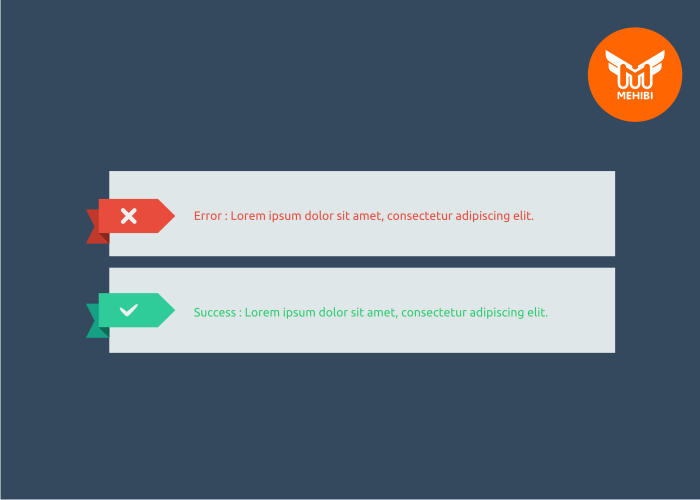 MEHIBI
Error : Lorem ipsum dolor sit amet, consectetur adipiscing elit.
Success : Lorem ipsum dolor sit amet, consectetur adipiscing elit.